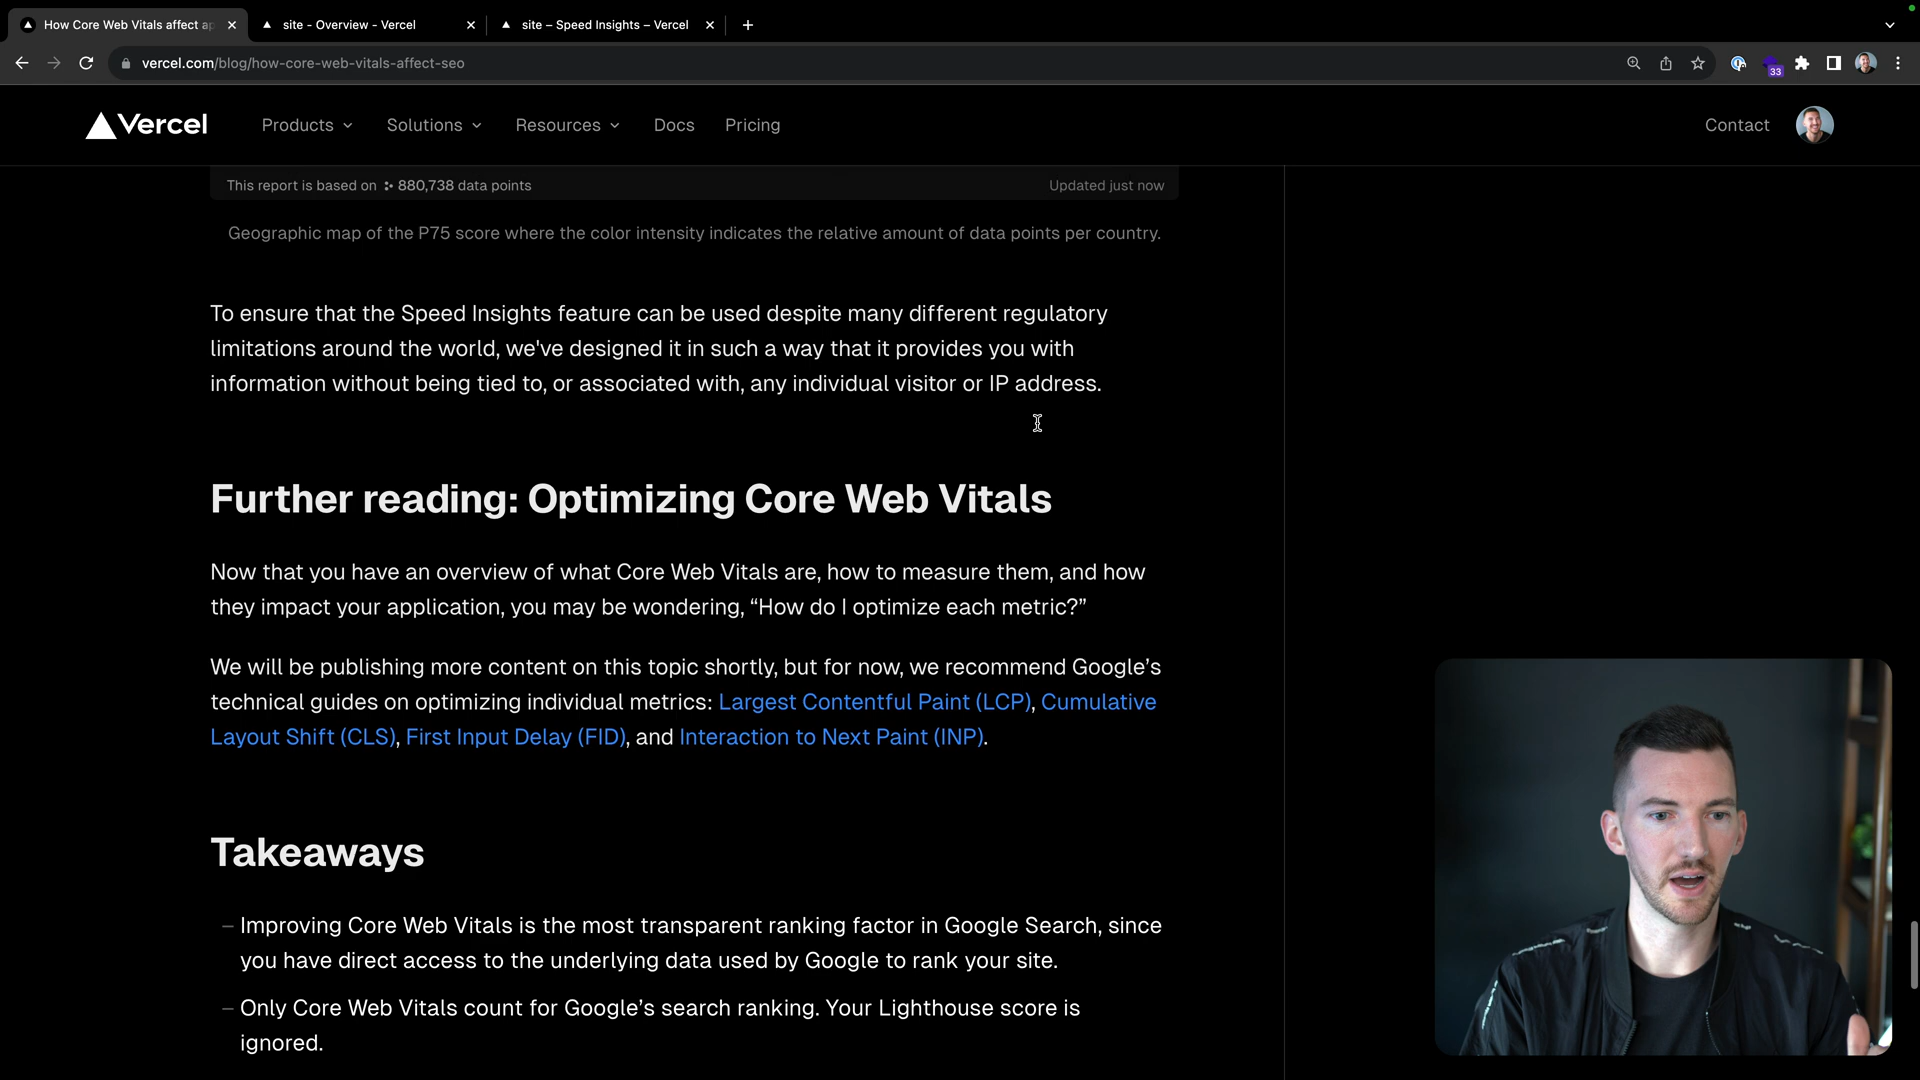 How Core Web Vitals affect ap
site - Overview - Vercel
site – Speed Insights – Vercel
vercel.com/blog/how-core-web-vitals-affect-seo
33
Vercel
Products
Solutions
Resources
Docs
Pricing
Contact
This report is based on 880,738 data points
Updated just now
Geographic map of the P75 score where the color intensity indicates the relative amount of data points per country.
To ensure that the Speed Insights feature can be used despite many different regulatory
limitations around the world, we've designed it in such a way that it provides you with
information without being tied to, or associated with, any individual visitor or IP address.
Further reading: Optimizing Core Web Vitals
Now that you have an overview of what Core Web Vitals are, how to measure them, and how
they impact your application, you may be wondering, “How do I optimize each metric?”
We will be publishing more content on this topic shortly, but for now, we recommend Google’s
technical guides on optimizing individual metrics: Largest Contentful Paint (LCP), Cumulative
Layout Shift (CLS), First Input Delay (FID), and Interaction to Next Paint (INP).
Takeaways
– Improving Core Web Vitals is the most transparent ranking factor in Google Search, since
you have direct access to the underlying data used by Google to rank your site.
– Only Core Web Vitals count for Google’s search ranking. Your Lighthouse score is
ignored.